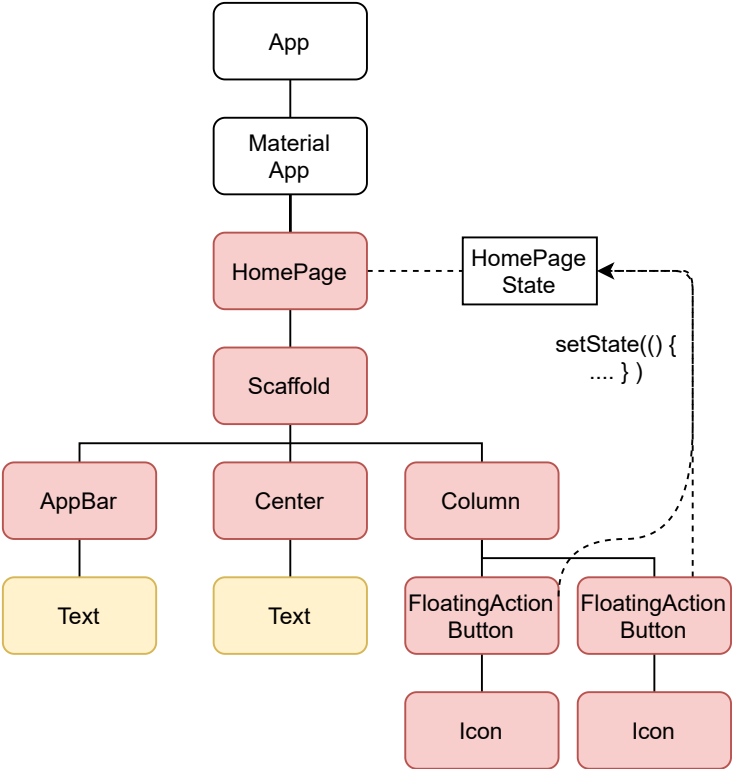 App
Material
App
HomePage
HomePage
State
setState(() {
.... } )
Scaffold
AppBar
Center
Column
Text
Text
FloatingAction
Button
FloatingAction
Button
Icon
Icon